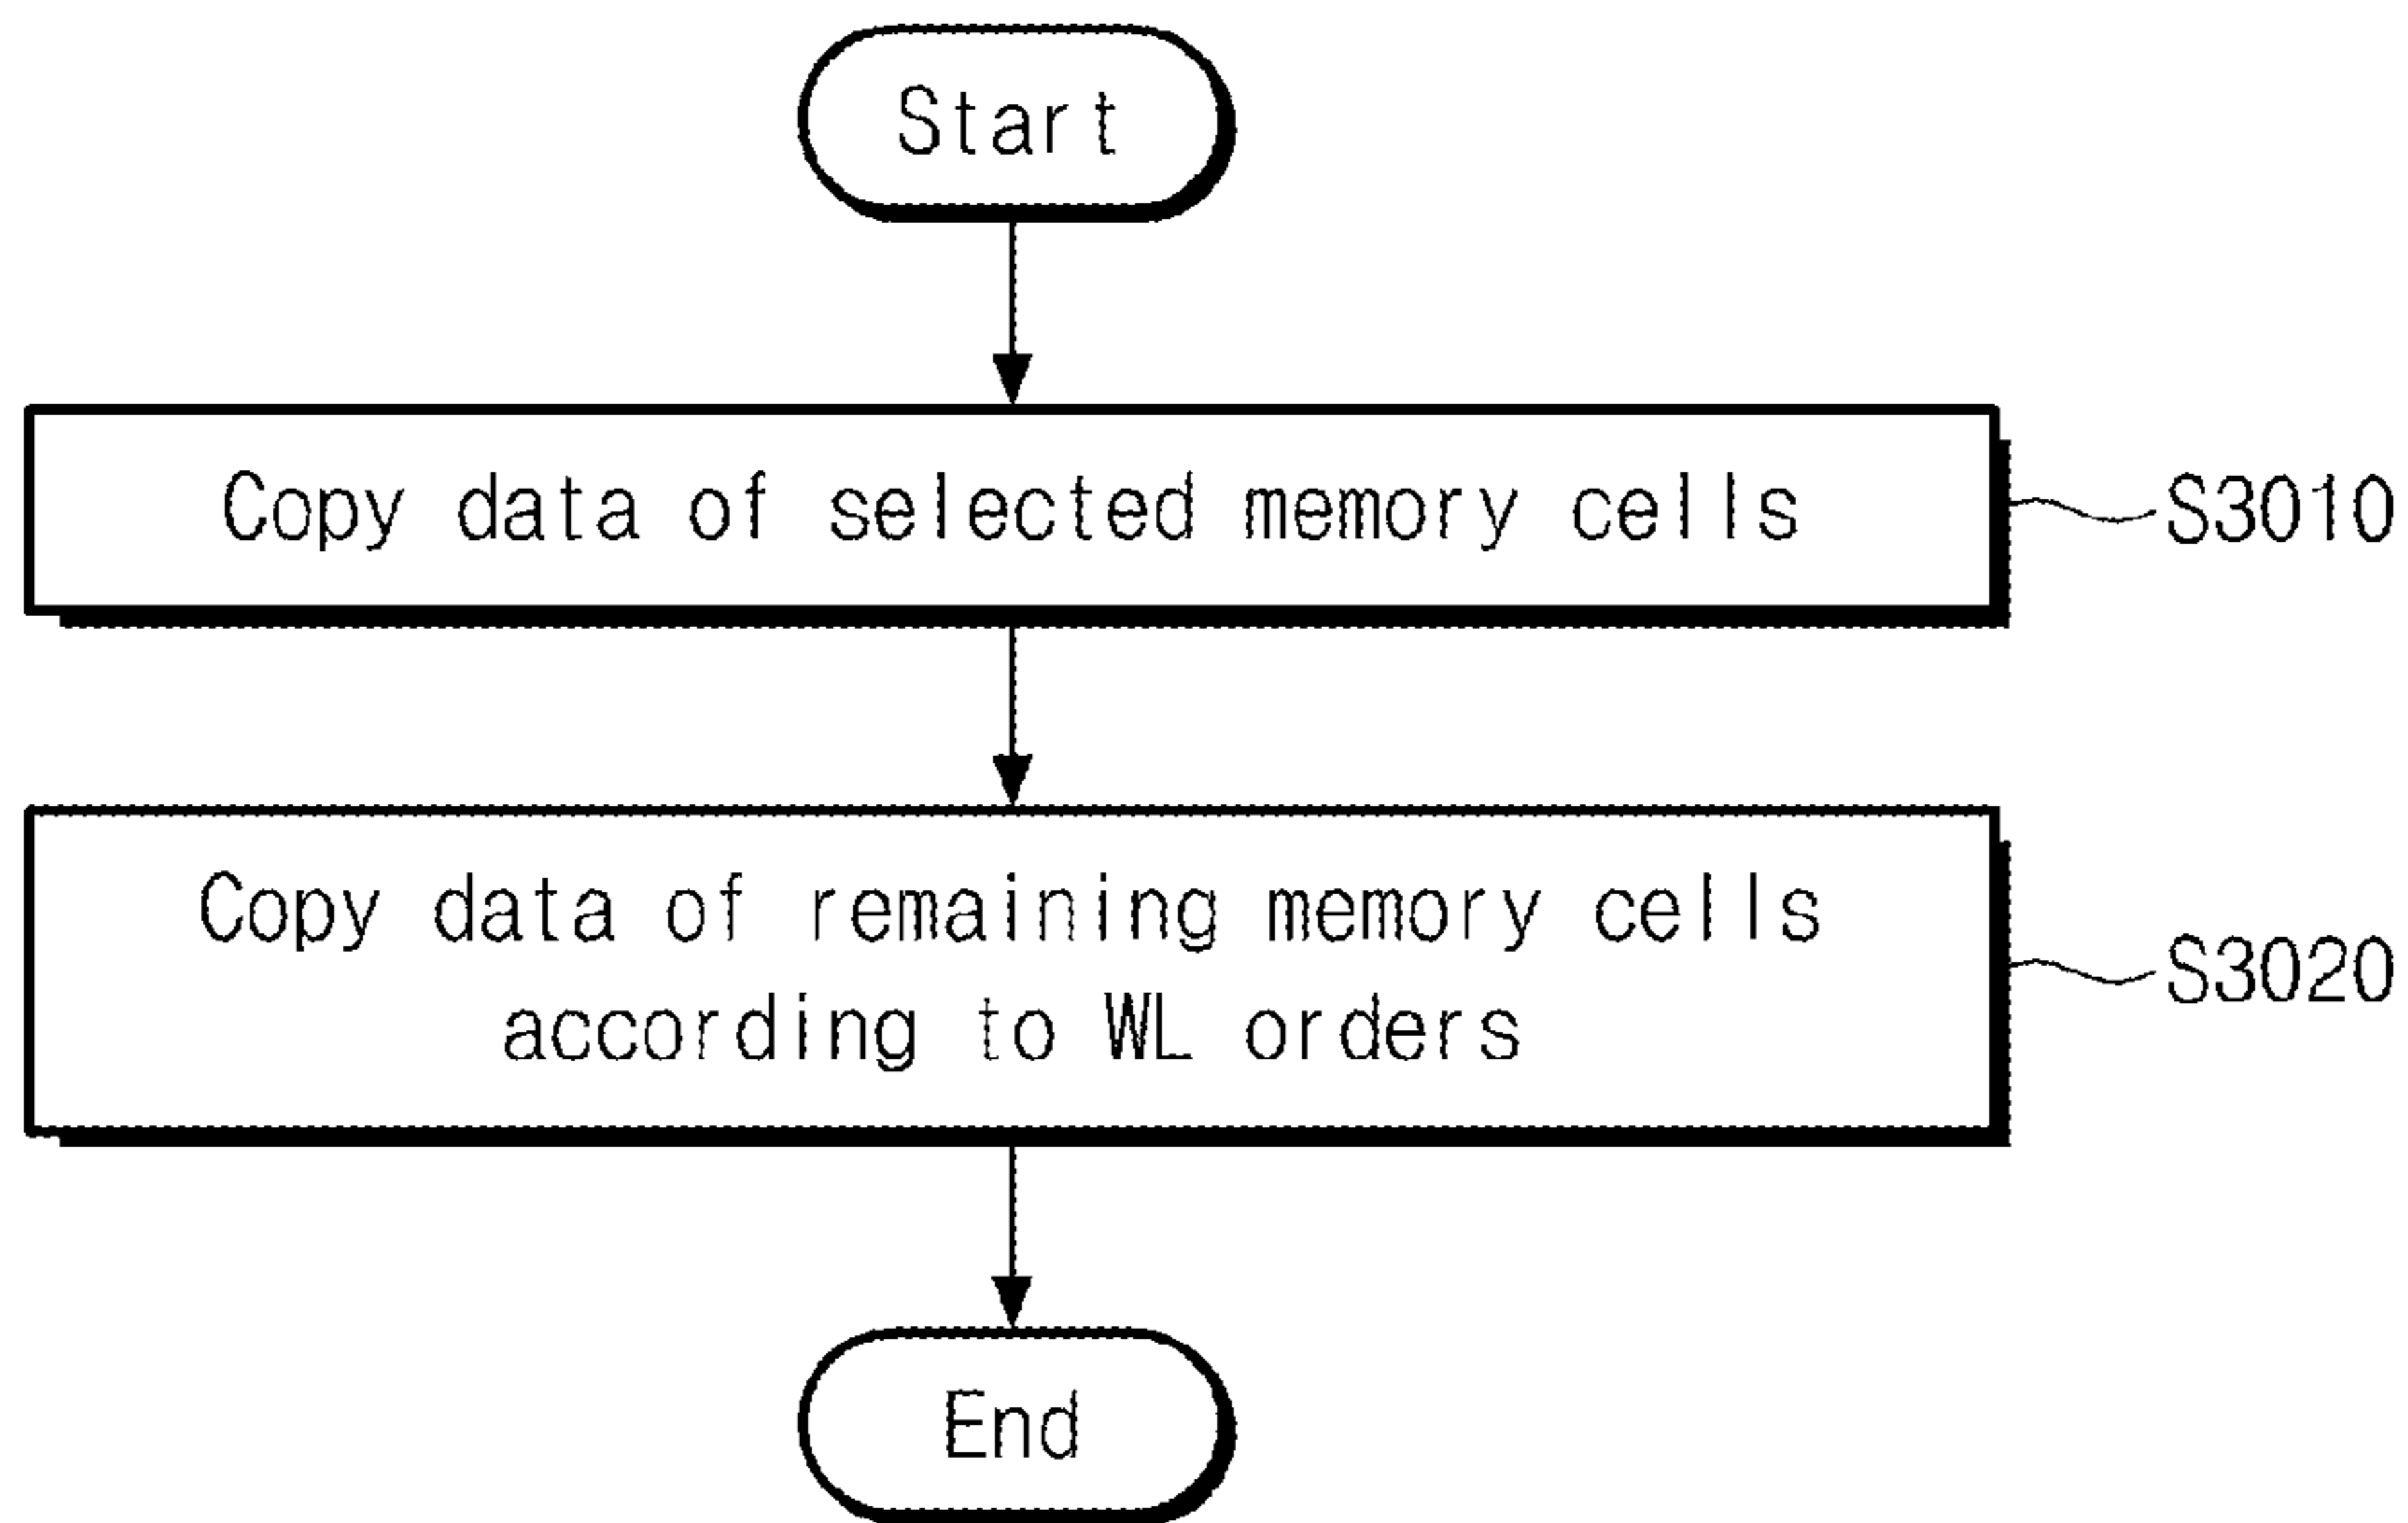 Start
Copy data of selected memory cells
S3010
Copy data of remaining memory cells
according to WL orders
S3020
End